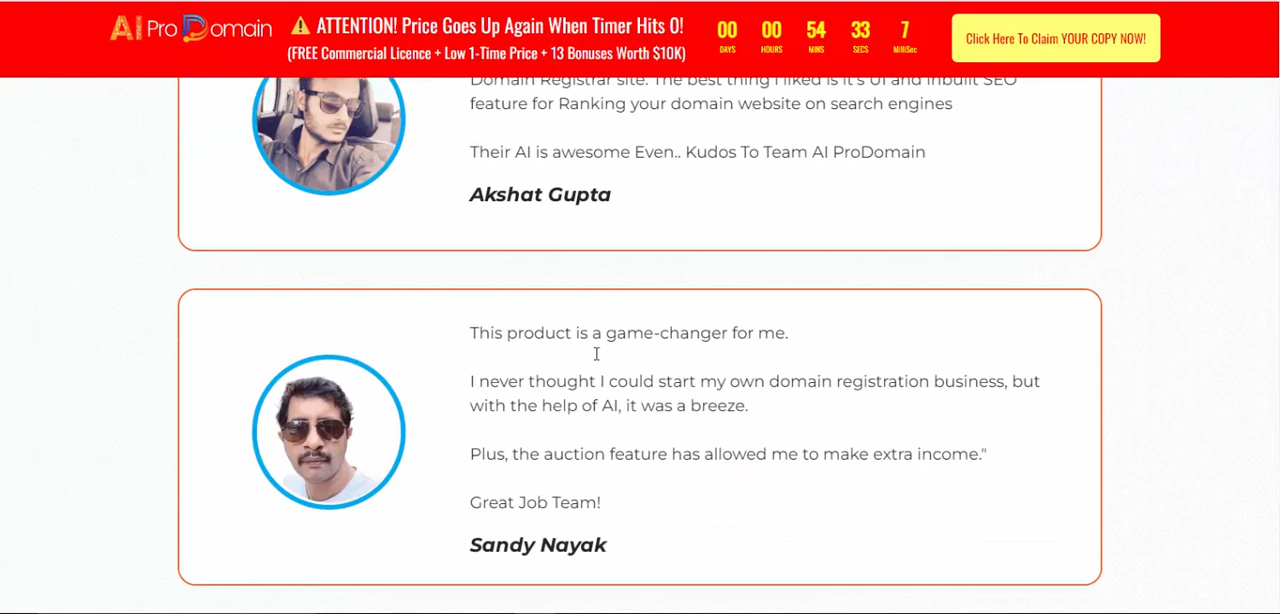 AI Pro Domain
⚠ ATTENTION! Price Goes Up Again When Timer Hits 0!
(FREE Commercial Licence + Low 1-Time Price + 13 Bonuses Worth $10K)
00 00 54 33 7
DAYS HOURS MINS SECS MilliSec
Click Here To Claim YOUR COPY NOW!
Domain Registrar site. The best thing I liked is it's UI and inbuilt SEO
feature for Ranking your domain website on search engines
Their AI is awesome Even.. Kudos To Team AI ProDomain
Akshat Gupta
This product is a game-changer for me.
I never thought I could start my own domain registration business, but
with the help of AI, it was a breeze.
Plus, the auction feature has allowed me to make extra income."
Great Job Team!
Sandy Nayak